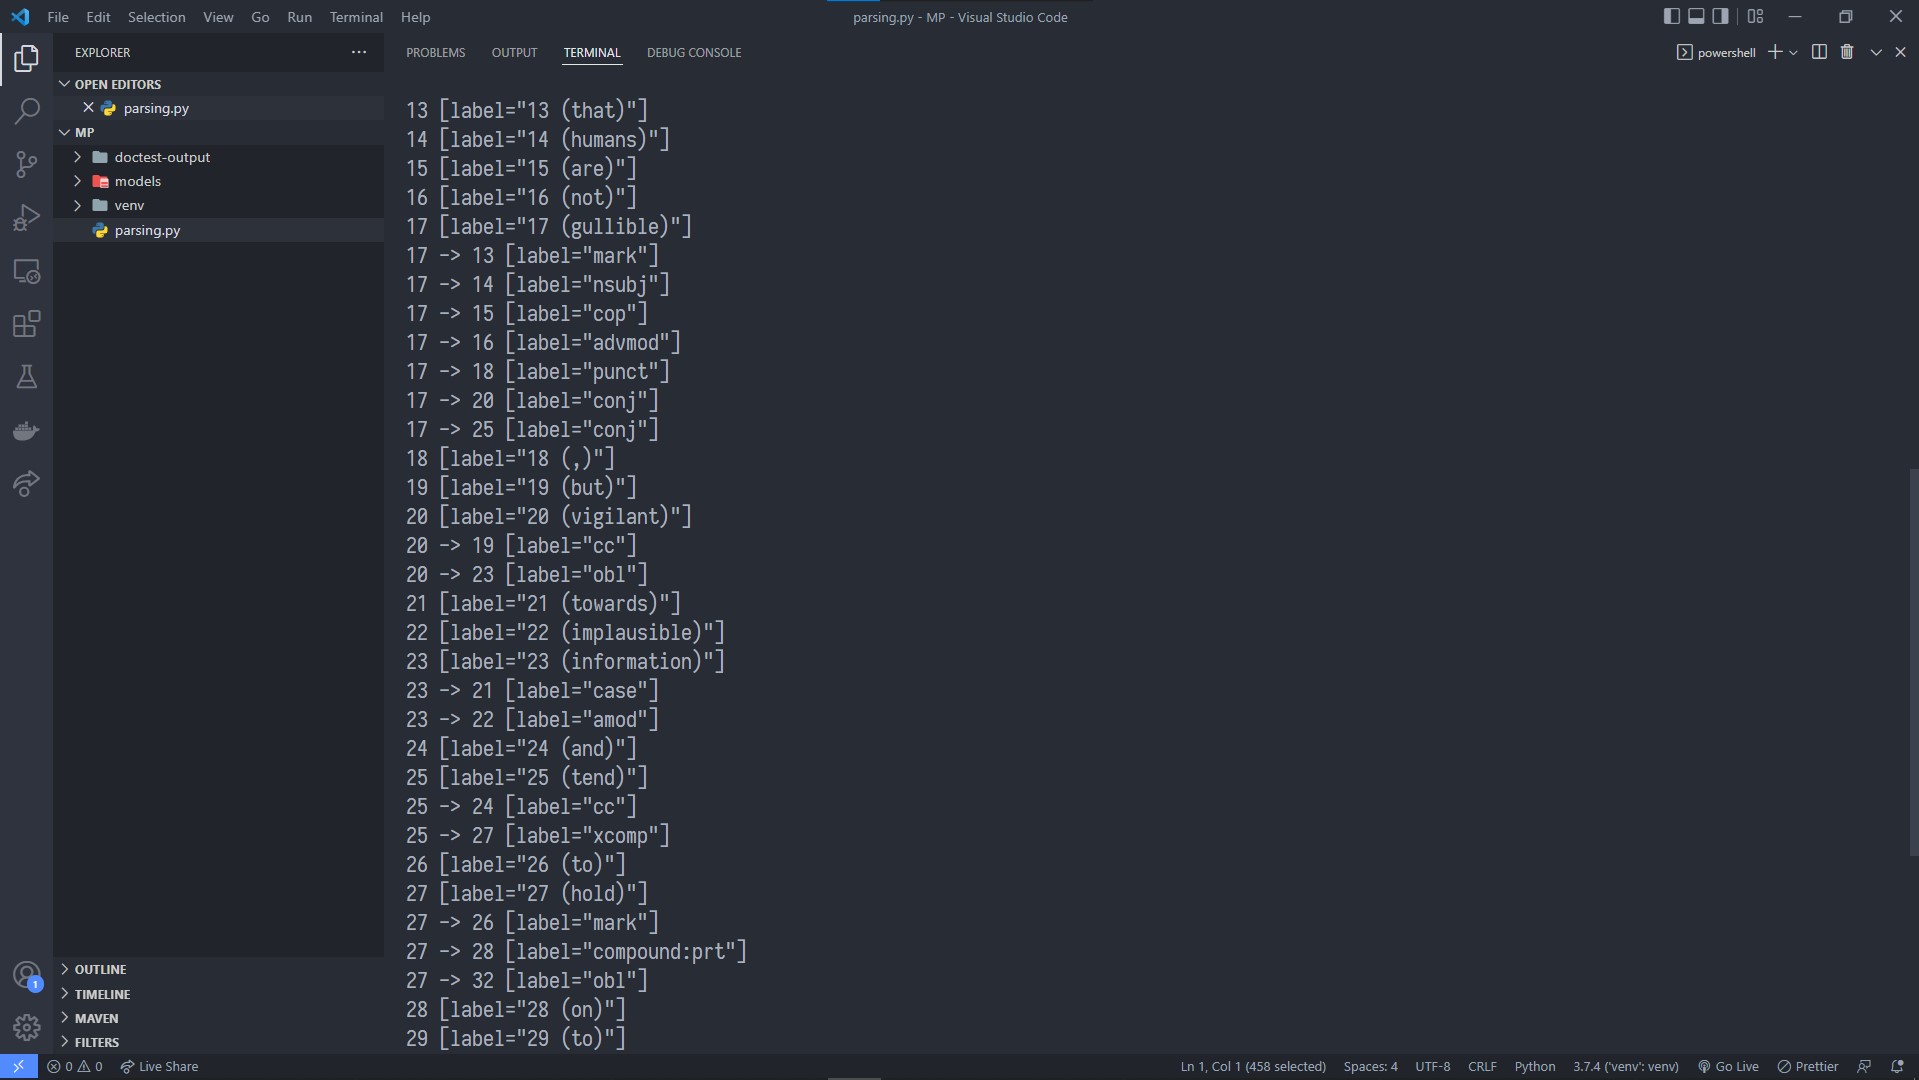 File Edit Selection View Go Run Terminal Help
parsing.py - MP - Visual Studio Code
EXPLORER
OPEN EDITORS
parsing.py
MP
doctest-output
models
venv
parsing.py
OUTLINE
TIMELINE
MAVEN
FILTERS
1
PROBLEMS OUTPUT TERMINAL DEBUG CONSOLE
powershell
13 [label="13 (that)"]
14 [label="14 (humans)"]
15 [label="15 (are)"]
16 [label="16 (not)"]
17 [label="17 (gullible)"]
17 -> 13 [label="mark"]
17 -> 14 [label="nsubj"]
17 -> 15 [label="cop"]
17 -> 16 [label="advmod"]
17 -> 18 [label="punct"]
17 -> 20 [label="conj"]
17 -> 25 [label="conj"]
18 [label="18 (,)"]
19 [label="19 (but)"]
20 [label="20 (vigilant)"]
20 -> 19 [label="cc"]
20 -> 23 [label="obl"]
21 [label="21 (towards)"]
22 [label="22 (implausible)"]
23 [label="23 (information)"]
23 -> 21 [label="case"]
23 -> 22 [label="amod"]
24 [label="24 (and)"]
25 [label="25 (tend)"]
25 -> 24 [label="cc"]
25 -> 27 [label="xcomp"]
26 [label="26 (to)"]
27 [label="27 (hold)"]
27 -> 26 [label="mark"]
27 -> 28 [label="compound:prt"]
27 -> 32 [label="obl"]
28 [label="28 (on)"]
29 [label="29 (to)"]
0 0 Live Share
Ln 1, Col 1 (458 selected) Spaces: 4 UTF-8 CRLF Python 3.7.4 ('venv': venv) Go Live Prettier